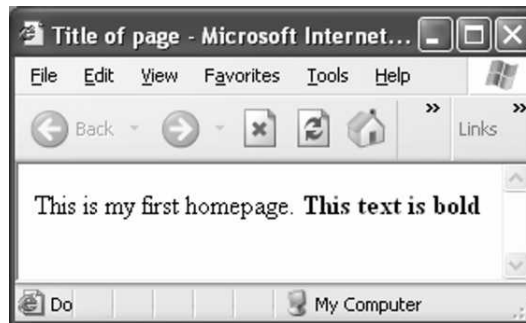 Title of page - Microsoft Internet...
File Edit View Favorites Tools Help
Back » Links »
This is my first homepage. This text is bold
Do My Computer